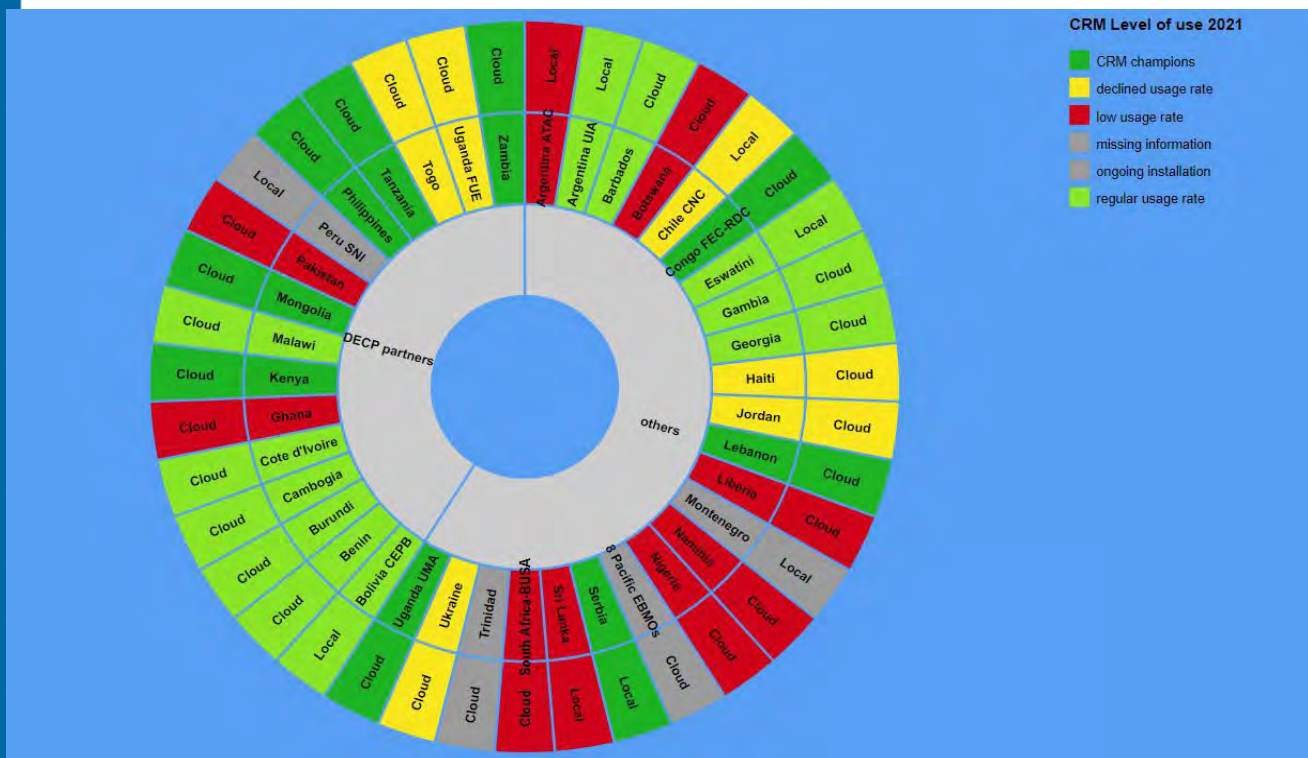 CRM Level of use 2021
CRM champions
declined usage rate
low usage rate
missing information
ongoing installation
regular usage rate
others
Argentina ATAC
Local
Argentina UIA
Local
Barbados
Cloud
Botswana
Cloud
Chile CNC
Local
Congo FEC-RDC
Cloud
Eswatini
Local
Gambia
Cloud
Georgia
Cloud
Haiti
Cloud
Jordan
Cloud
Lebanon
Cloud
Liberia
Cloud
Montenegro
Local
Namibia
Cloud
Nigeria
Cloud
8 Pacific EBMOs
Cloud
Serbia
Local
Sri Lanka
Local
South Africa-BUSA
Cloud
Trinidad
Cloud
Ukraine
Cloud
Uganda UMA
Cloud
DECP partners
Bolivia CEPB
Local
Benin
Cloud
Burundi
Cloud
Cambogia
Cloud
Cote d'Ivoire
Cloud
Ghana
Cloud
Kenya
Cloud
Malawi
Cloud
Mongolia
Cloud
Pakistan
Cloud
Peru SNI
Local
Philippines
Cloud
Tanzania
Cloud
Togo
Cloud
Uganda FUE
Cloud
Zambia
Cloud